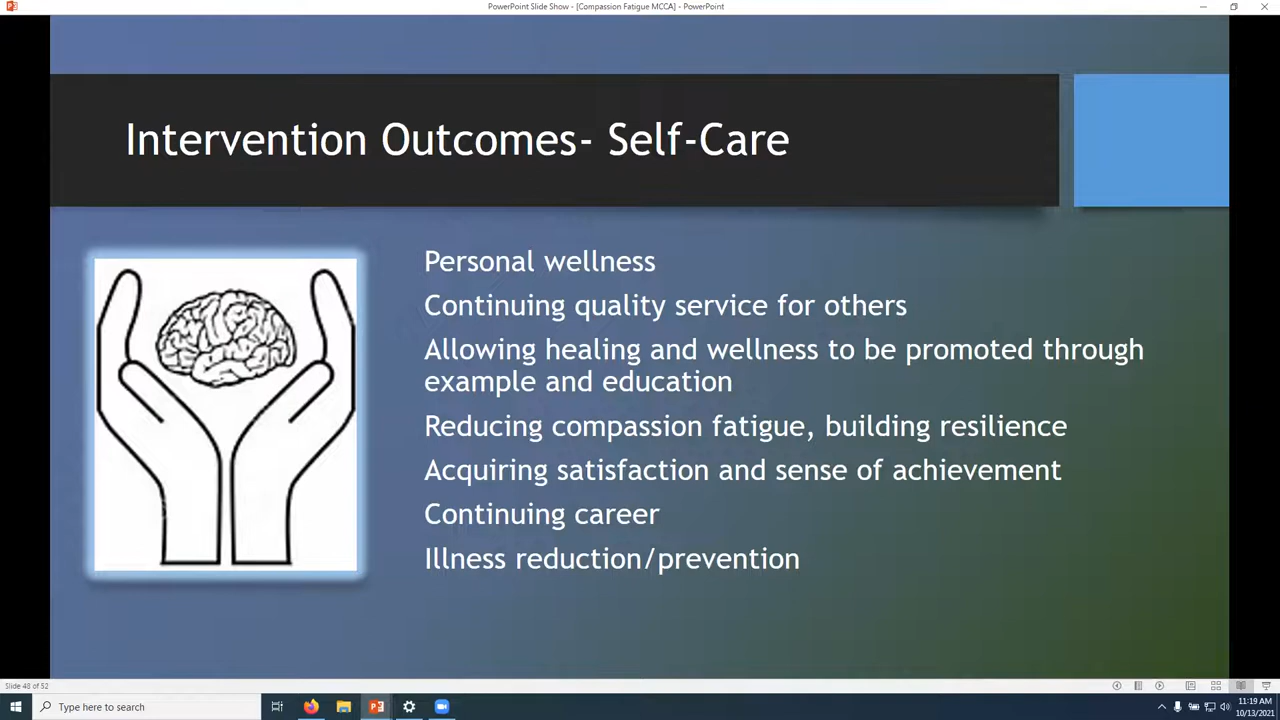 PowerPoint Slide Show - [Compassion Fatigue MCCA] - PowerPoint
Intervention Outcomes- Self-Care
Personal wellness
Continuing quality service for others
Allowing healing and wellness to be promoted through
example and education
Reducing compassion fatigue, building resilience
Acquiring satisfaction and sense of achievement
Continuing career
Illness reduction/prevention
Slide 48 of 52
Type here to search
11:19 AM
10/13/2021